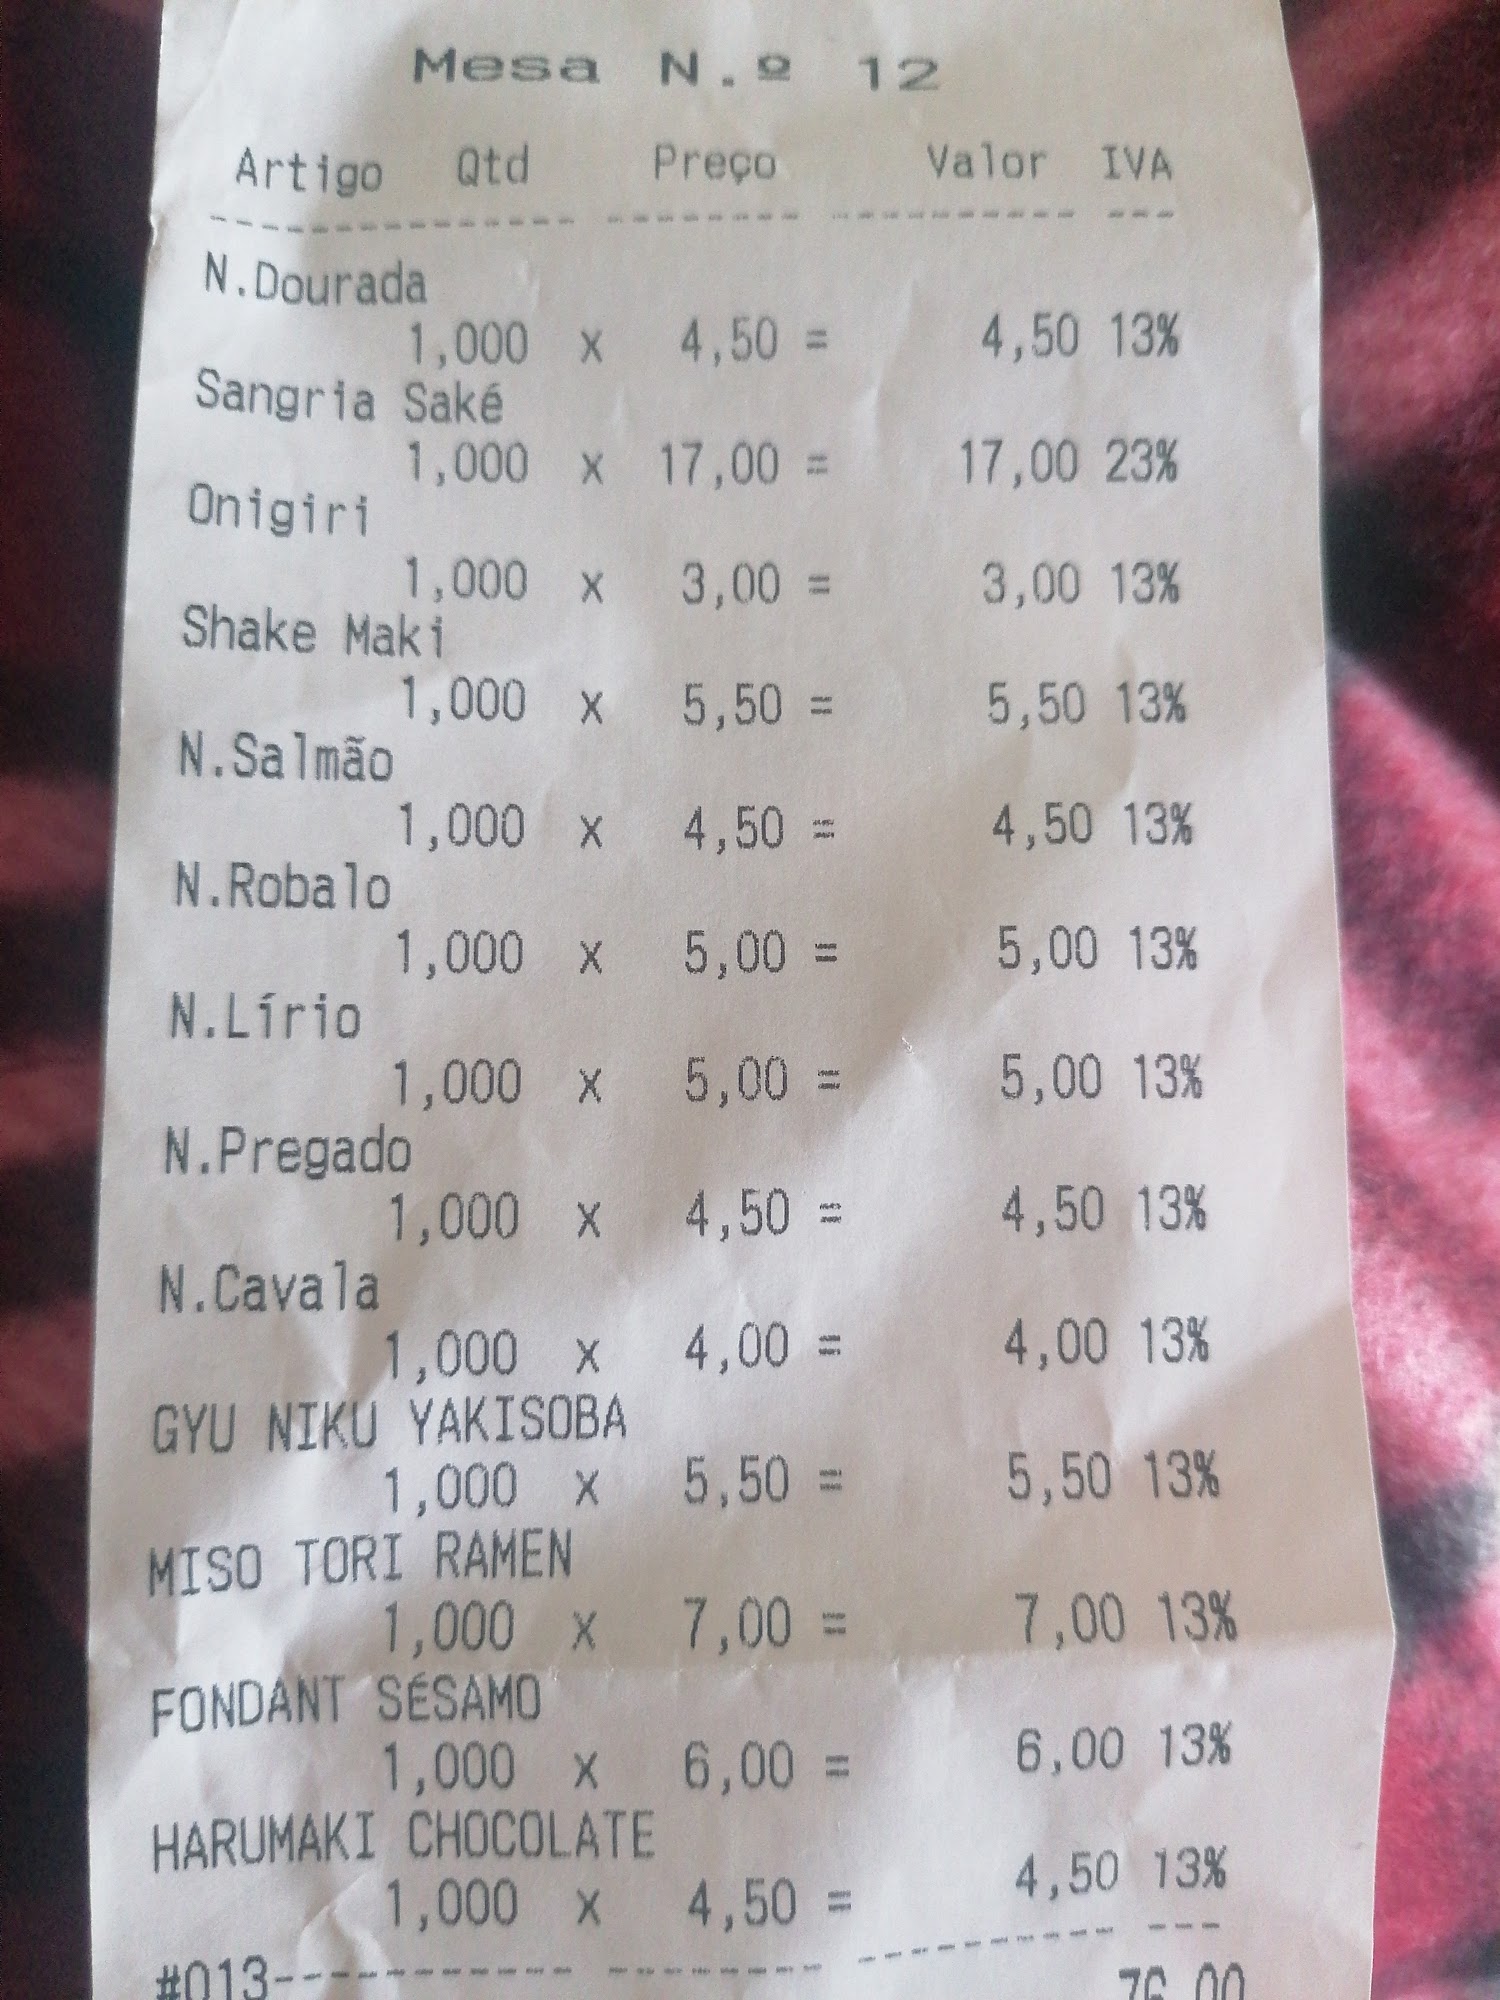 Mesa N.º 12
Artigo Qtd Preço Valor IVA
N.Dourada
1,000 x 4,50 = 4,50 13%
Sangria Saké
1,000 x 17,00 = 17,00 23%
Onigiri
1,000 x 3,00 = 3,00 13%
Shake Maki
1,000 x 5,50 = 5,50 13%
N.Salmão
1,000 x 4,50 = 4,50 13%
N.Robalo
1,000 x 5,00 = 5,00 13%
N.Lírio
1,000 x 5,00 = 5,00 13%
N.Pregado
1,000 x 4,50 = 4,50 13%
N.Cavala
1,000 x 4,00 = 4,00 13%
GYU NIKU YAKISOBA
1,000 x 5,50 = 5,50 13%
MISO TORI RAMEN
1,000 x 7,00 = 7,00 13%
FONDANT SÉSAMO
1,000 x 6,00 = 6,00 13%
HARUMAKI CHOCOLATE
1,000 x 4,50 = 4,50 13%
#013
76,00